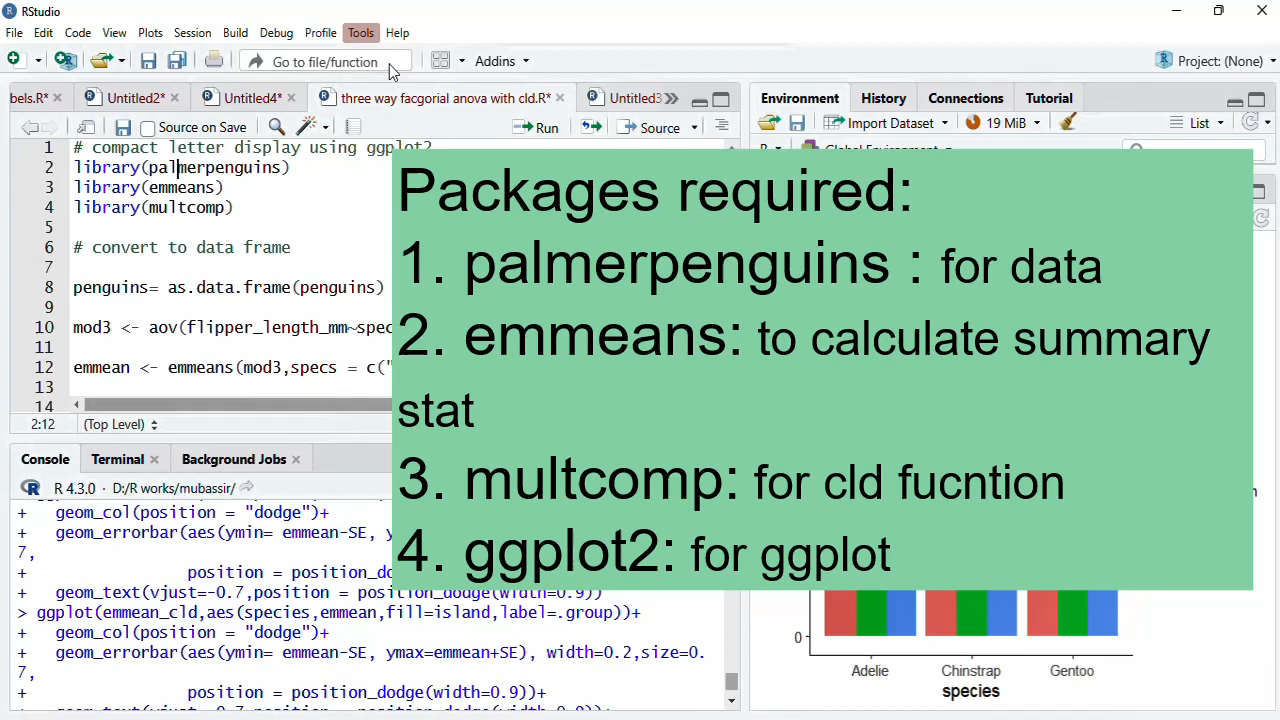 RStudio
File Edit Code View Plots Session Build Debug Profile Tools Help
Go to file/function Addins Project: (None)
bels.R* Untitled2* Untitled4* three way facgorial anova with cld.R* Untitled3
Source on Save Run Source
1 # compact letter display using ggplot2
2 library(palmerpenguins)
3 library(emmeans)
4 library(multcomp)
5
6 # convert to data frame
7
8 penguins= as.data.frame(penguins)
9
10 mod3 <- aov(flipper_length_mm~spec
11
12 emmean <- emmeans(mod3,specs = c("
13
14
2:12 (Top Level)
Console Terminal Background Jobs
R 4.3.0 · D:/R works/mubassir/
+ geom_col(position = "dodge")+
+ geom_errorbar(aes(ymin= emmean-SE, y
7,
+ position = position_do
+ geom_text(vjust=-0.7,position = position_dodge(width=0.9))
> ggplot(emmean_cld,aes(species,emmean,fill=island,label=.group))+
+ geom_col(position = "dodge")+
+ geom_errorbar(aes(ymin= emmean-SE, ymax=emmean+SE), width=0.2,size=0.
7,
+ position = position_dodge(width=0.9))+
Environment History Connections Tutorial
Import Dataset 19 MiB List
Packages required:
1. palmerpenguins : for data
2. emmeans: to calculate summary
stat
3. multcomp: for cld fucntion
4. ggplot2: for ggplot
0
Adelie Chinstrap Gentoo
species